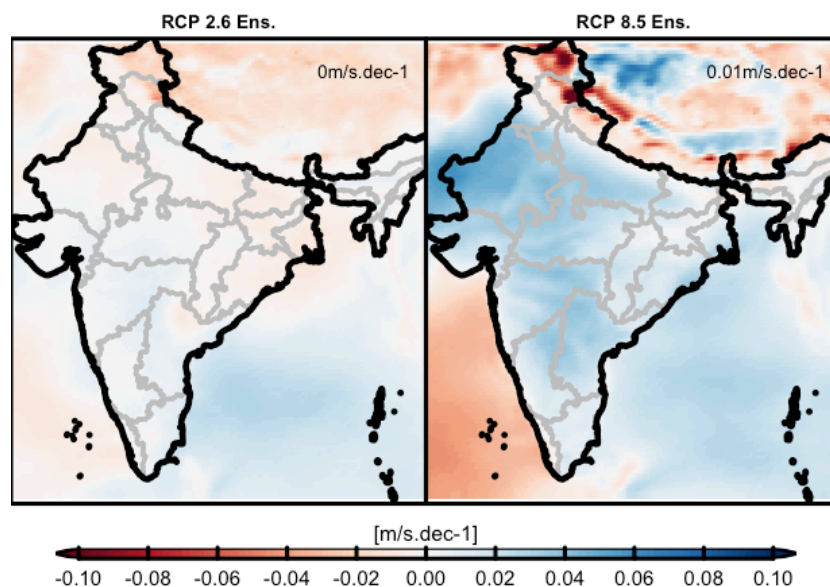 RCP 2.6 Ens.
RCP 8.5 Ens.
0m/s.dec-1
0.01m/s.dec-1
[m/s.dec-1]
-0.10 -0.08 -0.06 -0.04 -0.02 0.00 0.02 0.04 0.06 0.08 0.10